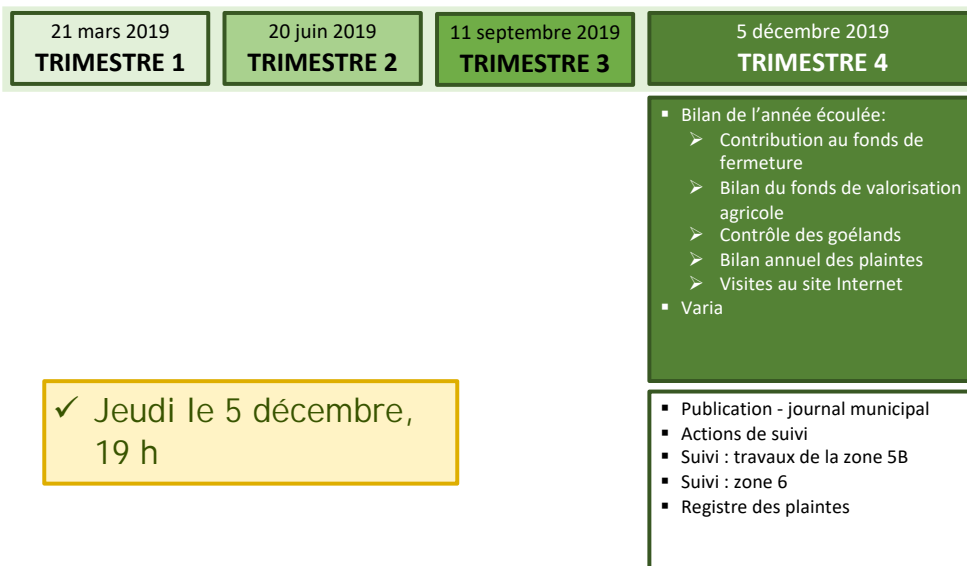 21 mars 2019
TRIMESTRE 1
20 juin 2019
TRIMESTRE 2
11 septembre 2019
TRIMESTRE 3
5 décembre 2019
TRIMESTRE 4
▪ Bilan de l’année écoulée:
➢ Contribution au fonds de
fermeture
➢ Bilan du fonds de valorisation
agricole
➢ Contrôle des goélands
➢ Bilan annuel des plaintes
➢ Visites au site Internet
▪ Varia
✓ Jeudi le 5 décembre,
19 h
▪ Publication - journal municipal
▪ Actions de suivi
▪ Suivi : travaux de la zone 5B
▪ Suivi : zone 6
▪ Registre des plaintes